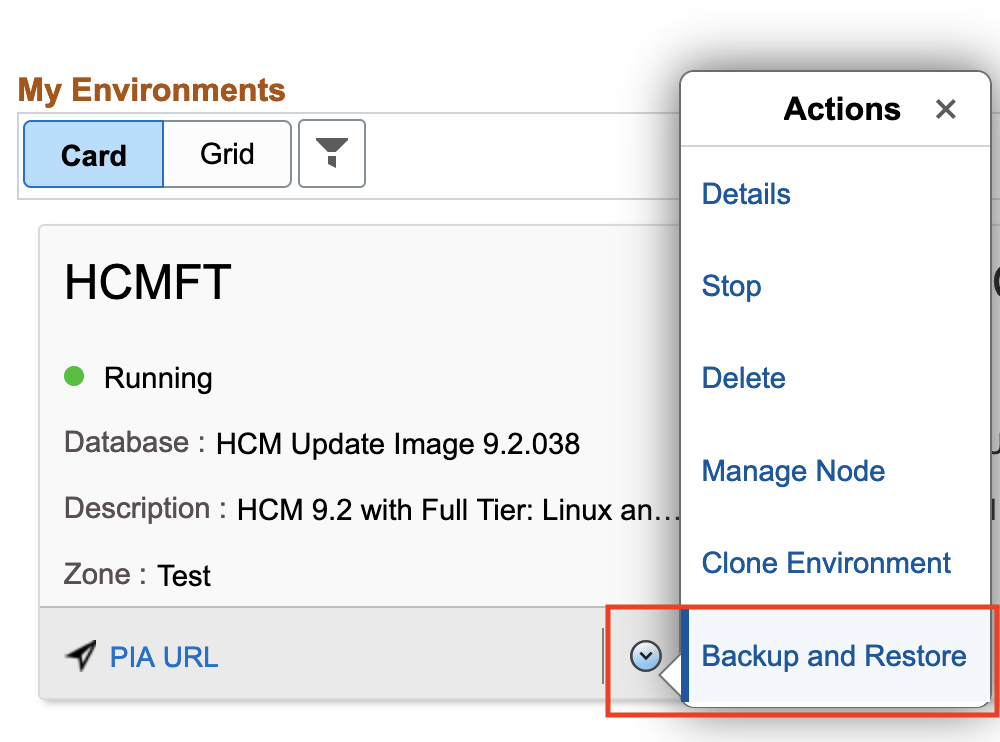 My Environments
Card
Grid
HCMFT
Running
Database : HCM Update Image 9.2.038
Description : HCM 9.2 with Full Tier: Linux an...
Zone : Test
PIA URL
Actions
Details
Stop
Delete
Manage Node
Clone Environment
Backup and Restore